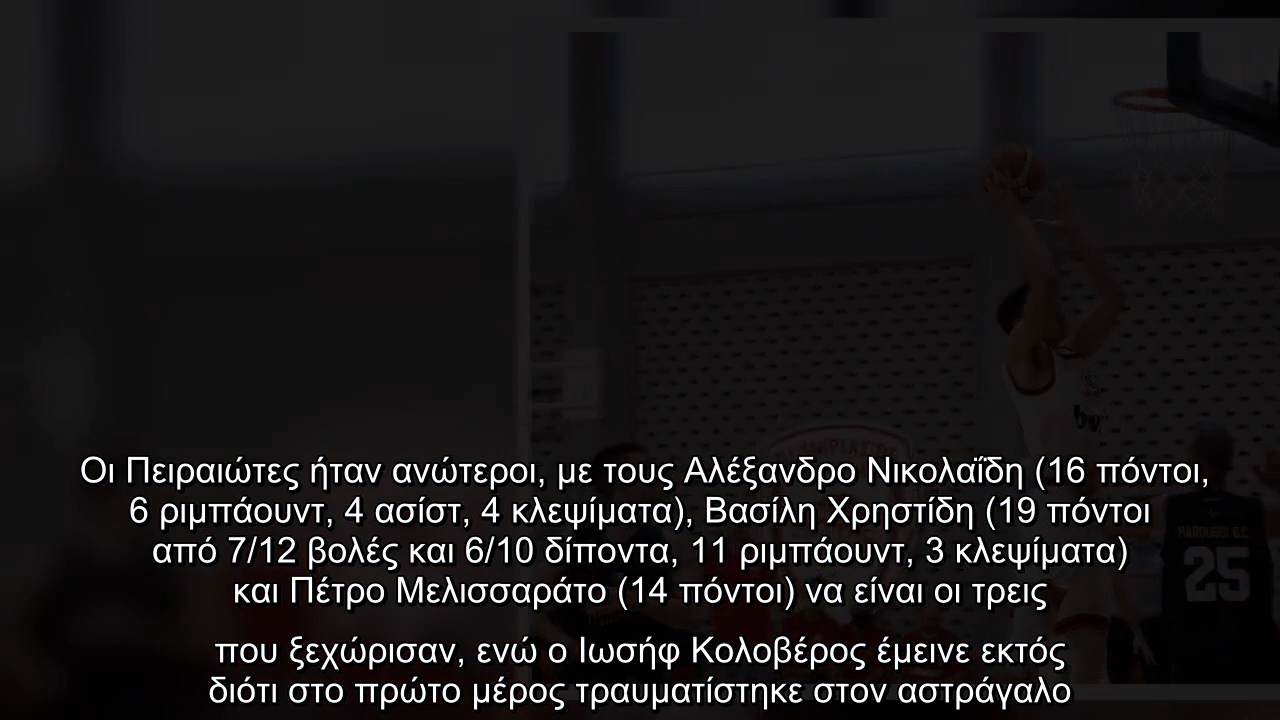 MAROUSSI B.C.
25
Οι Πειραιώτες ήταν ανώτεροι, με τους Αλέξανδρο Νικολαΐδη (16 πόντοι,
6 ριμπάουντ, 4 ασίστ, 4 κλεψίματα), Βασίλη Χρηστίδη (19 πόντοι
από 7/12 βολές και 6/10 δίποντα, 11 ριμπάουντ, 3 κλεψίματα)
και Πέτρο Μελισσαράτο (14 πόντοι) να είναι οι τρεις
που ξεχώρισαν, ενώ ο Ιωσήφ Κολοβέρος έμεινε εκτός
διότι στο πρώτο μέρος τραυματίστηκε στον αστράγαλο